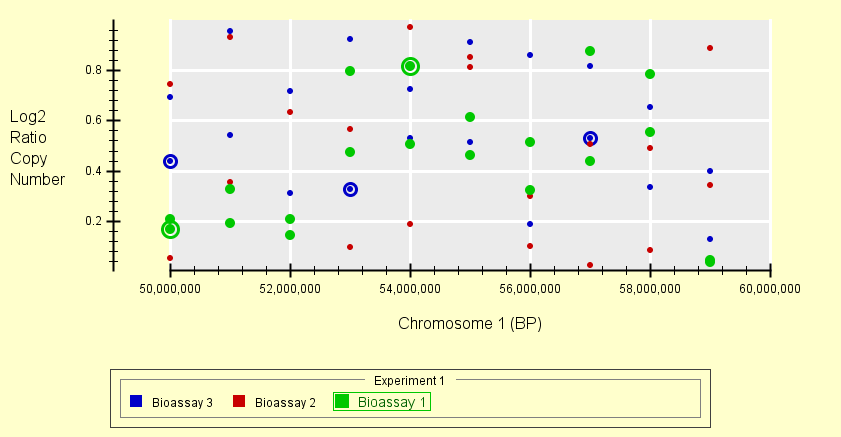 0.8
0.6
0.4
0.2
Log2
Ratio
Copy
Number
50,000,000 52,000,000 54,000,000 56,000,000 58,000,000 60,000,000
Chromosome 1 (BP)
Experiment 1
Bioassay 3 Bioassay 2 Bioassay 1